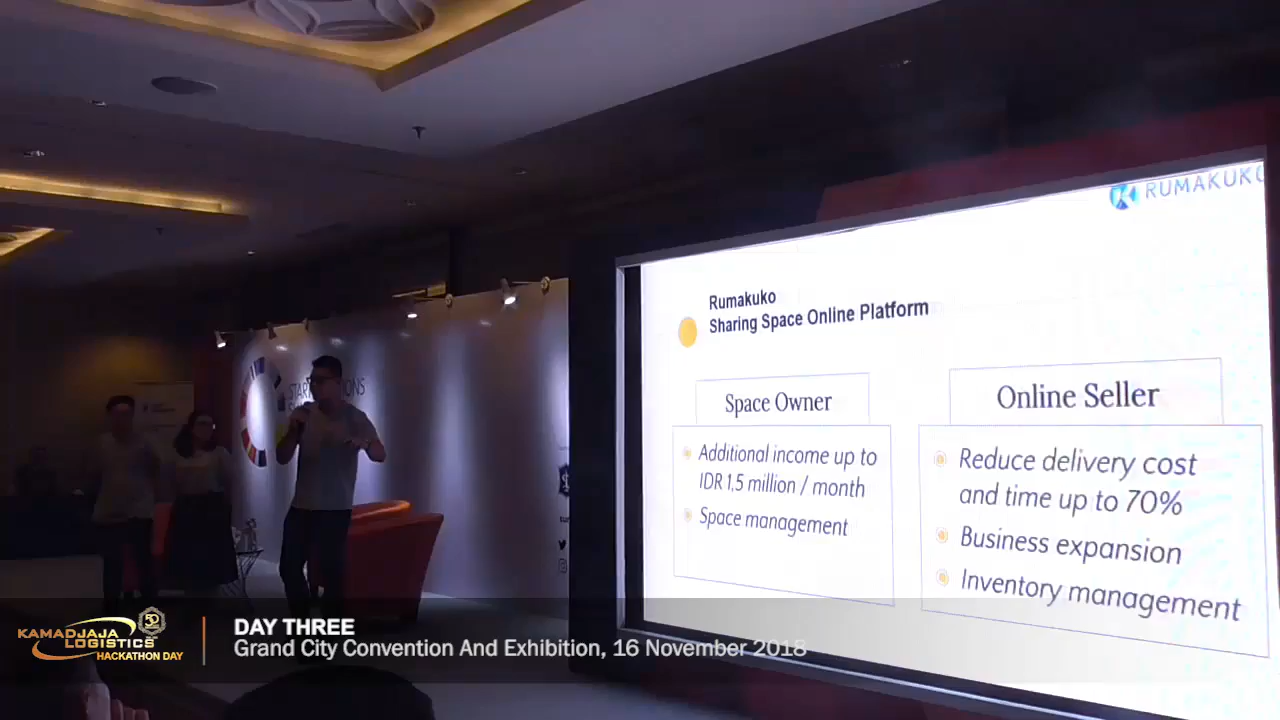 RUMAKUKO
Rumakuko
Sharing Space Online Platform
Space Owner
Additional income up to
IDR 1,5 million / month
Space management
Online Seller
Reduce delivery cost
and time up to 70%
Business expansion
Inventory management
KAMADJAJA
LOGISTICS
HACKATHON DAY
50
DAY THREE
Grand City Convention And Exhibition, 16 November 2018